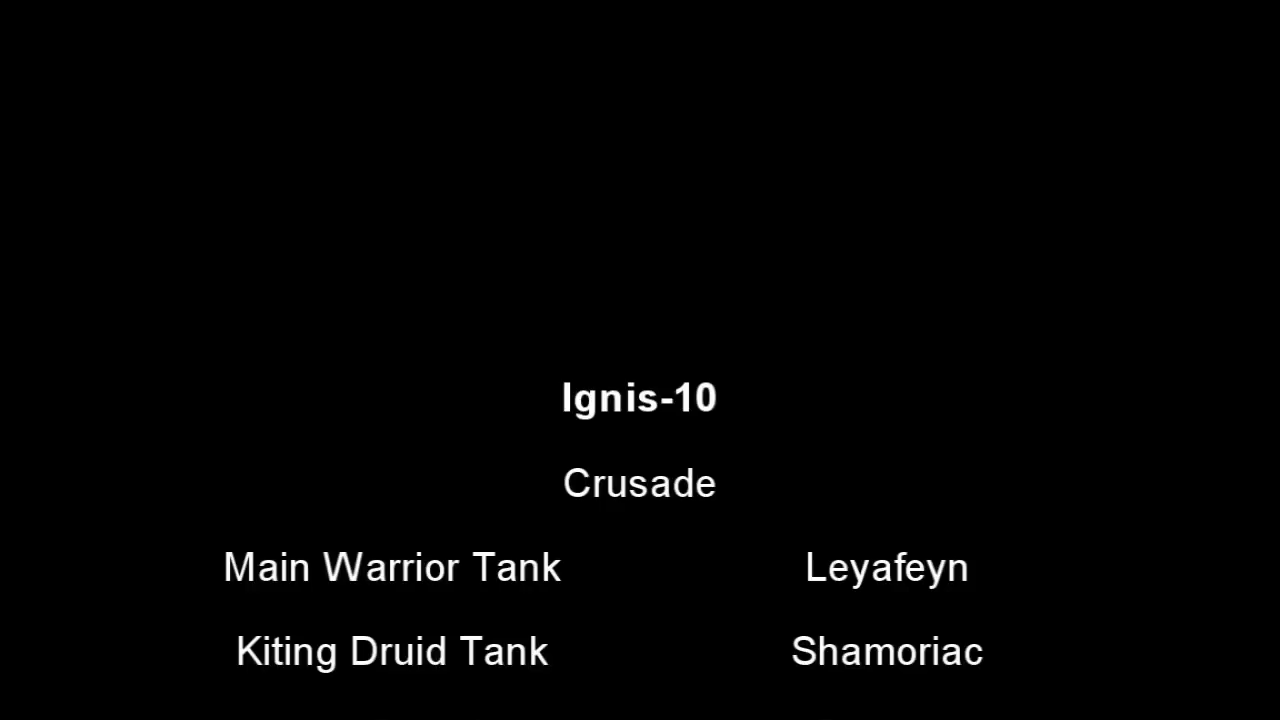 Ignis-10
Crusade
Main Warrior Tank Leyafeyn
Kiting Druid Tank Shamoriac